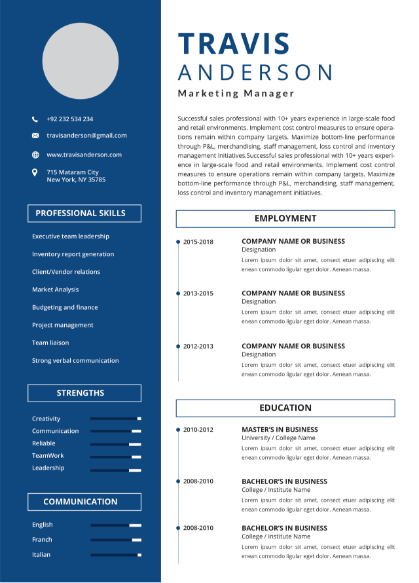 TRAVIS
ANDERSON
Marketing Manager
+92 232 534 234
travisanderson@gmail.com
www.travisanderson.com
715 Mataram City
New York, NY 35785
PROFESSIONAL SKILLS
Executive team leadership
Inventory report generation
Client/Vendor relations
Market Analysis
Budgeting and finance
Project management
Team liaison
Strong verbal communication
STRENGTHS
Creativity
Communication
Reliable
TeamWork
Leadership
COMMUNICATION
English
Franch
Italian
Successful sales professional with 10+ years experience in large-scale food
and retail environments. Implement cost control measures to ensure opera-
tions remain within company targets. Maximize bottom-line performance
through P&L, merchandising, staff management, loss control and inventory
management initiatives.Successful sales professional with 10+ years experi-
ence in large-scale food and retail environments. Implement cost control
measures to ensure operations remain within company targets. Maximize
bottom-line performance through P&L, merchandising, staff management,
loss control and inventory management initiatives.
EMPLOYMENT
2015-2018
COMPANY NAME OR BUSINESS
Designation
Lorem ipsum dolor sit amet, consect etuer adipiscing elit
enean commodo ligular eget dolor. Aenean massa.
2013-2015
COMPANY NAME OR BUSINESS
Designation
Lorem ipsum dolor sit amet, consect etuer adipiscing elit
enean commodo ligular eget dolor. Aenean massa.
2012-2013
COMPANY NAME OR BUSINESS
Designation
Lorem ipsum dolor sit amet, consect etuer adipiscing elit
enean commodo ligular eget dolor. Aenean massa.
EDUCATION
2010-2012
MASTER'S IN BUSINESS
University / College Name
Lorem ipsum dolor sit amet, consect etuer adipiscing elit
enean commodo ligular eget dolor. Aenean massa.
2008-2010
BACHELOR'S IN BUSINESS
College / Institute Name
Lorem ipsum dolor sit amet, consect etuer adipiscing elit
enean commodo ligular eget dolor. Aenean massa.
2008-2010
BACHELOR'S IN BUSINESS
College / Institute Name
Lorem ipsum dolor sit amet, consect etuer adipiscing elit
enean commodo ligular eget dolor. Aenean massa.